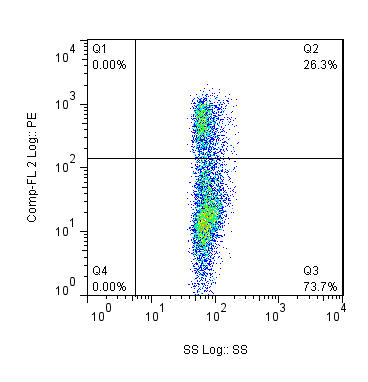 10^4
Q1
0.00%
Q2
26.3%
10^3
Comp-FL 2 Log:: PE
10^2
10^1
Q4
0.00%
Q3
73.7%
10^0
10^0 10^1 10^2 10^3 10^4
SS Log:: SS